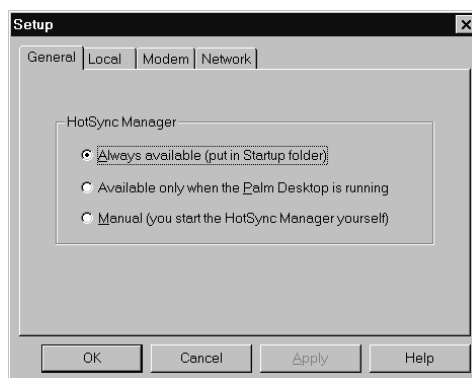 Setup
General Local Modem Network
HotSync Manager
Always available (put in Startup folder)
Available only when the Palm Desktop is running
Manual (you start the HotSync Manager yourself)
OK Cancel Apply Help